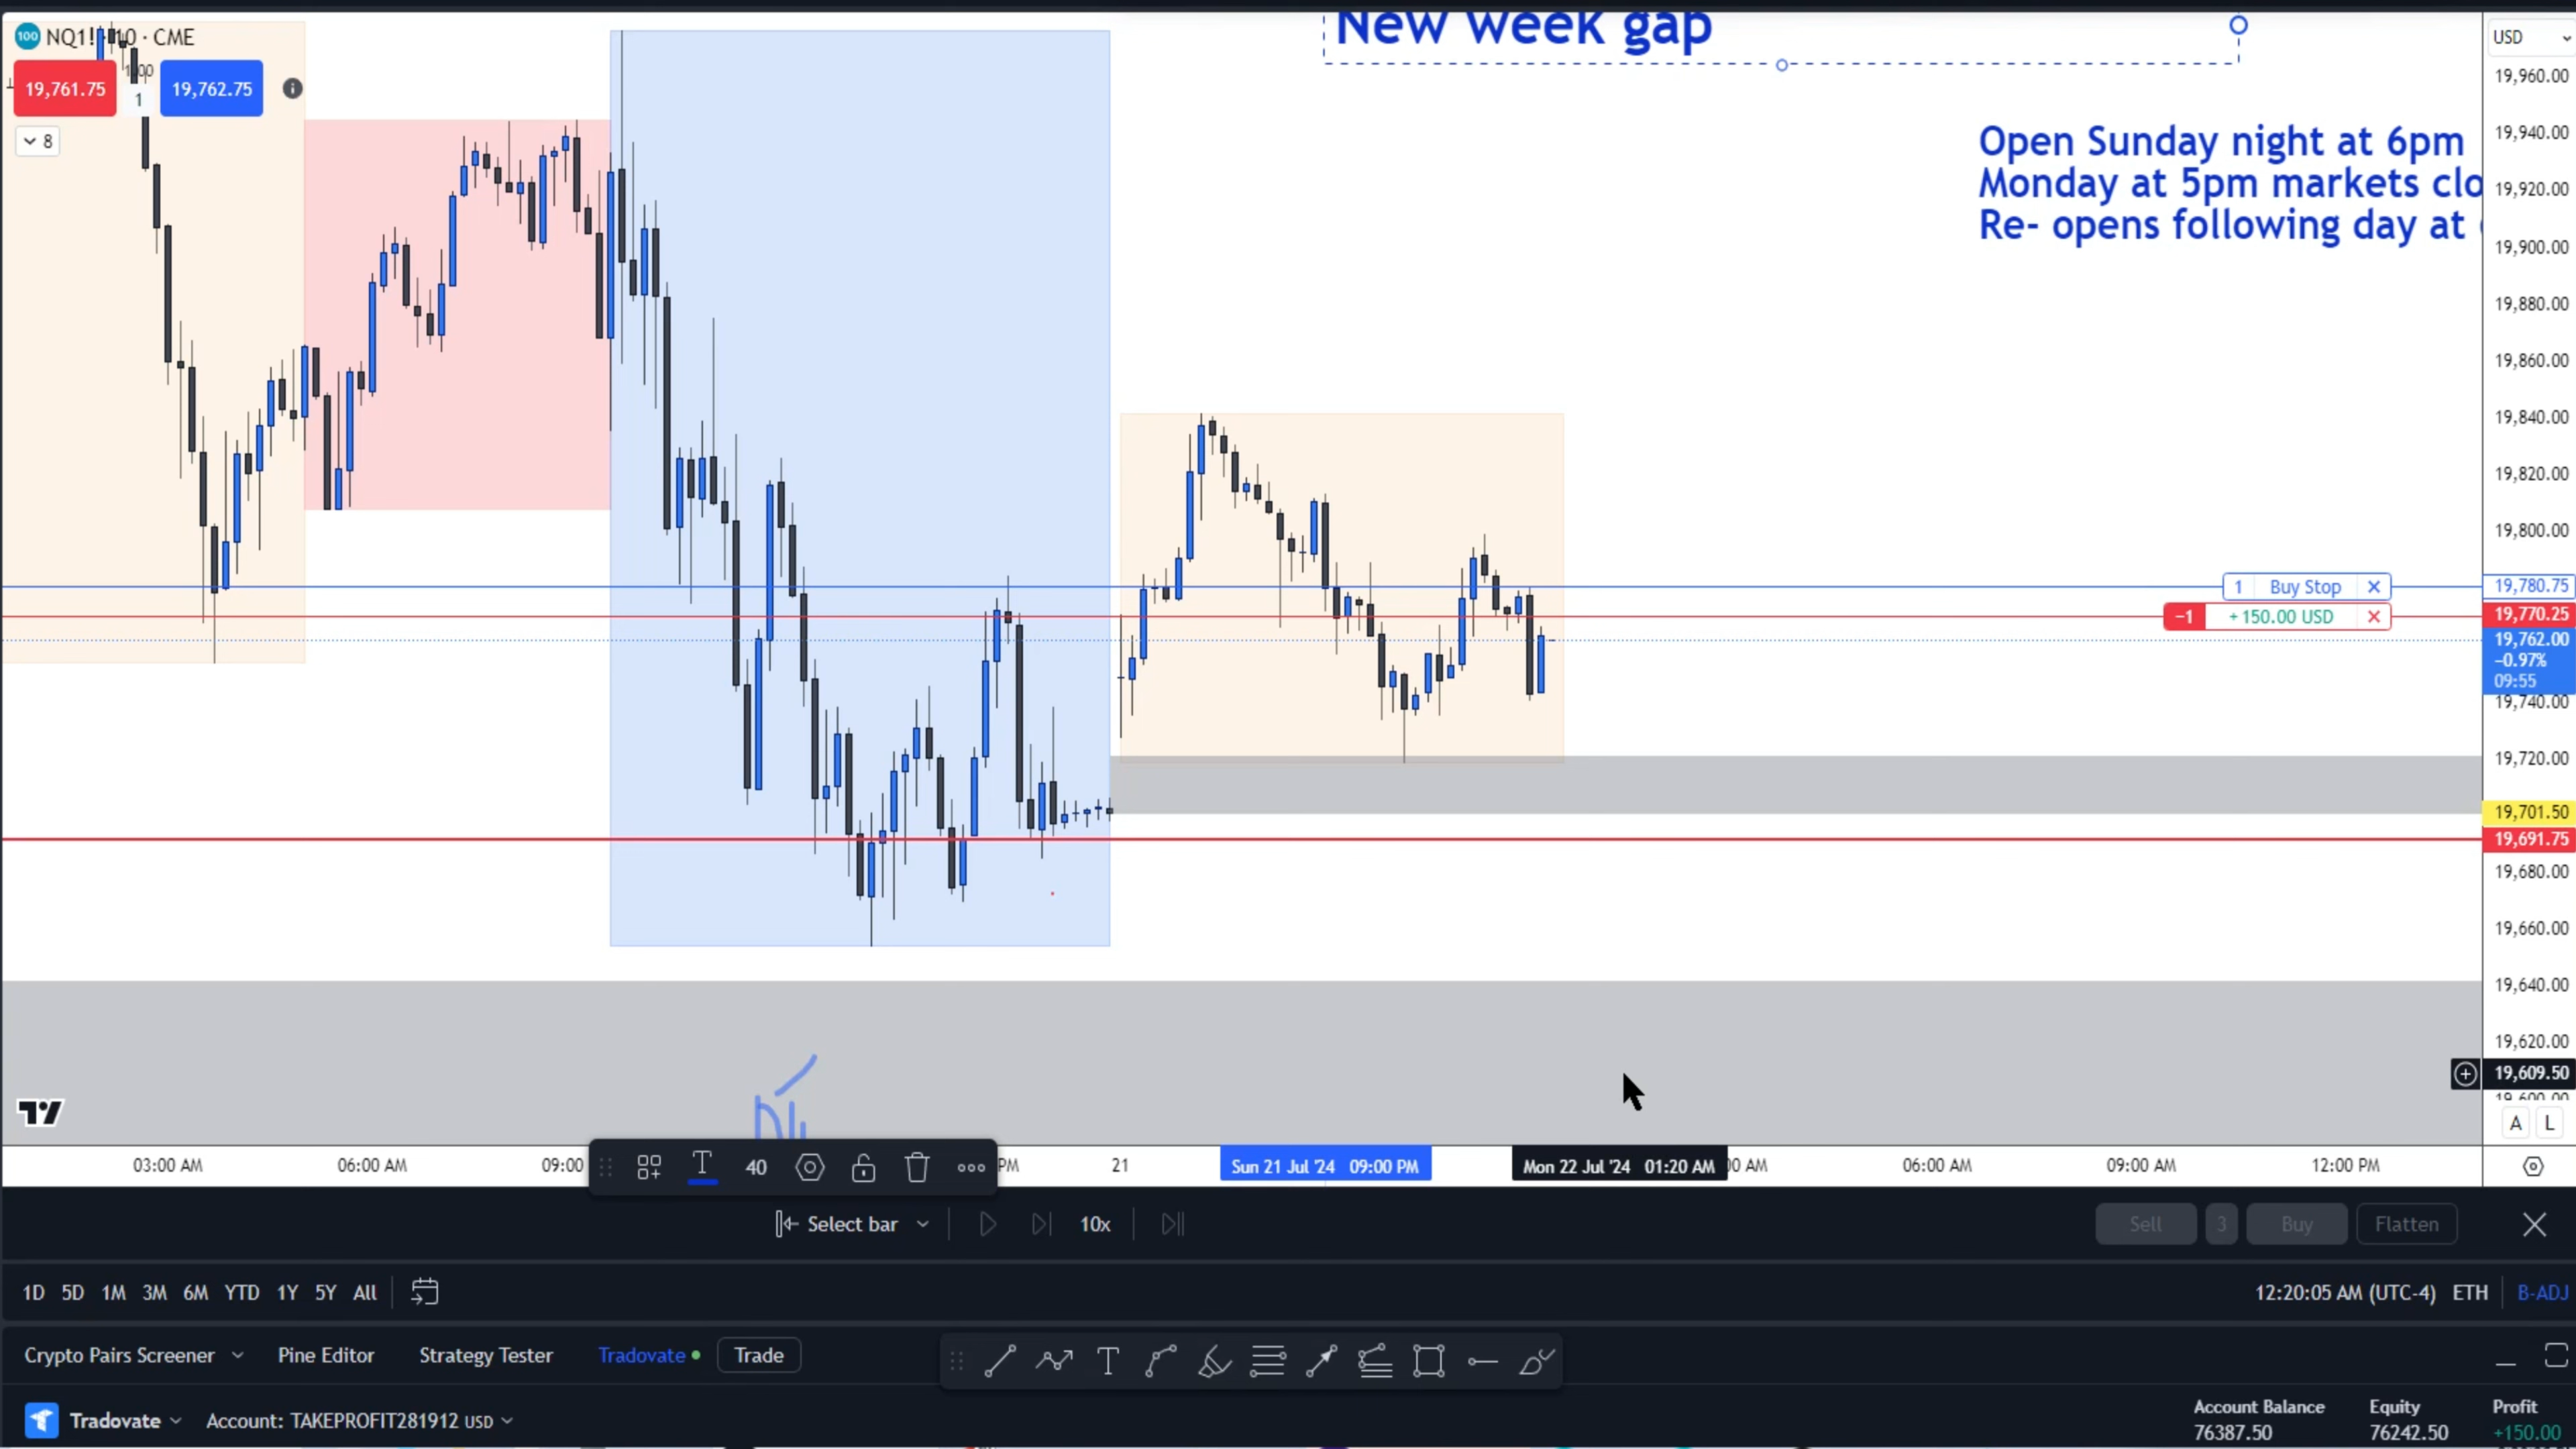 New week gap
100 NQ1! · 10 · CME
USD
19,761.75
1
19,762.75
8
Open Sunday night at 6pm
Monday at 5pm markets clo
Re- opens following day at
19,960.00
19,940.00
19,920.00
19,900.00
19,880.00
19,860.00
19,840.00
19,820.00
19,800.00
1 Buy Stop 19,780.75
−1 +150.00 USD 19,770.25
19,762.00
−0.97%
09:55
19,740.00
19,720.00
19,701.50
19,691.75
19,680.00
19,660.00
19,640.00
19,620.00
19,609.50
19,600.00
A L
03:00 AM 06:00 AM 09:00 PM 21 Sun 21 Jul '24 09:00 PM Mon 22 Jul '24 01:20 AM 00 AM 06:00 AM 09:00 AM 12:00 PM
T 40
Select bar 10x Sell 3 Buy Flatten
1D 5D 1M 3M 6M YTD 1Y 5Y All 12:20:05 AM (UTC-4) ETH B-ADJ
Crypto Pairs Screener Pine Editor Strategy Tester Tradovate Trade
Tradovate Account: TAKEPROFIT281912 USD
Account Balance Equity Profit
76387.50 76242.50 +150.00